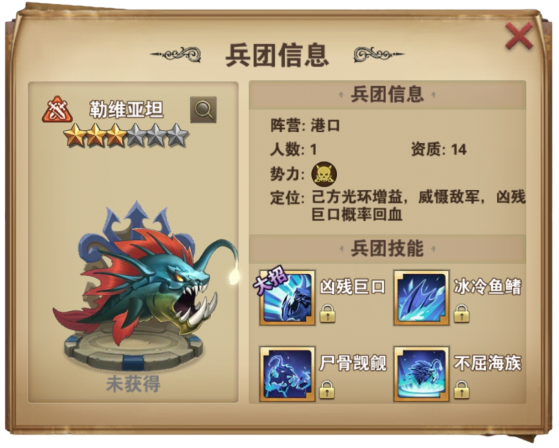 兵团信息
勒维亚坦
未获得
兵团信息
阵营: 港口
人数: 1 资质: 14
势力:
定位: 己方光环增益，威慑敌军，凶残
巨口概率回血
兵团技能
大招
凶残巨口 冰冷鱼鳍
尸骨觊觎 不屈海族